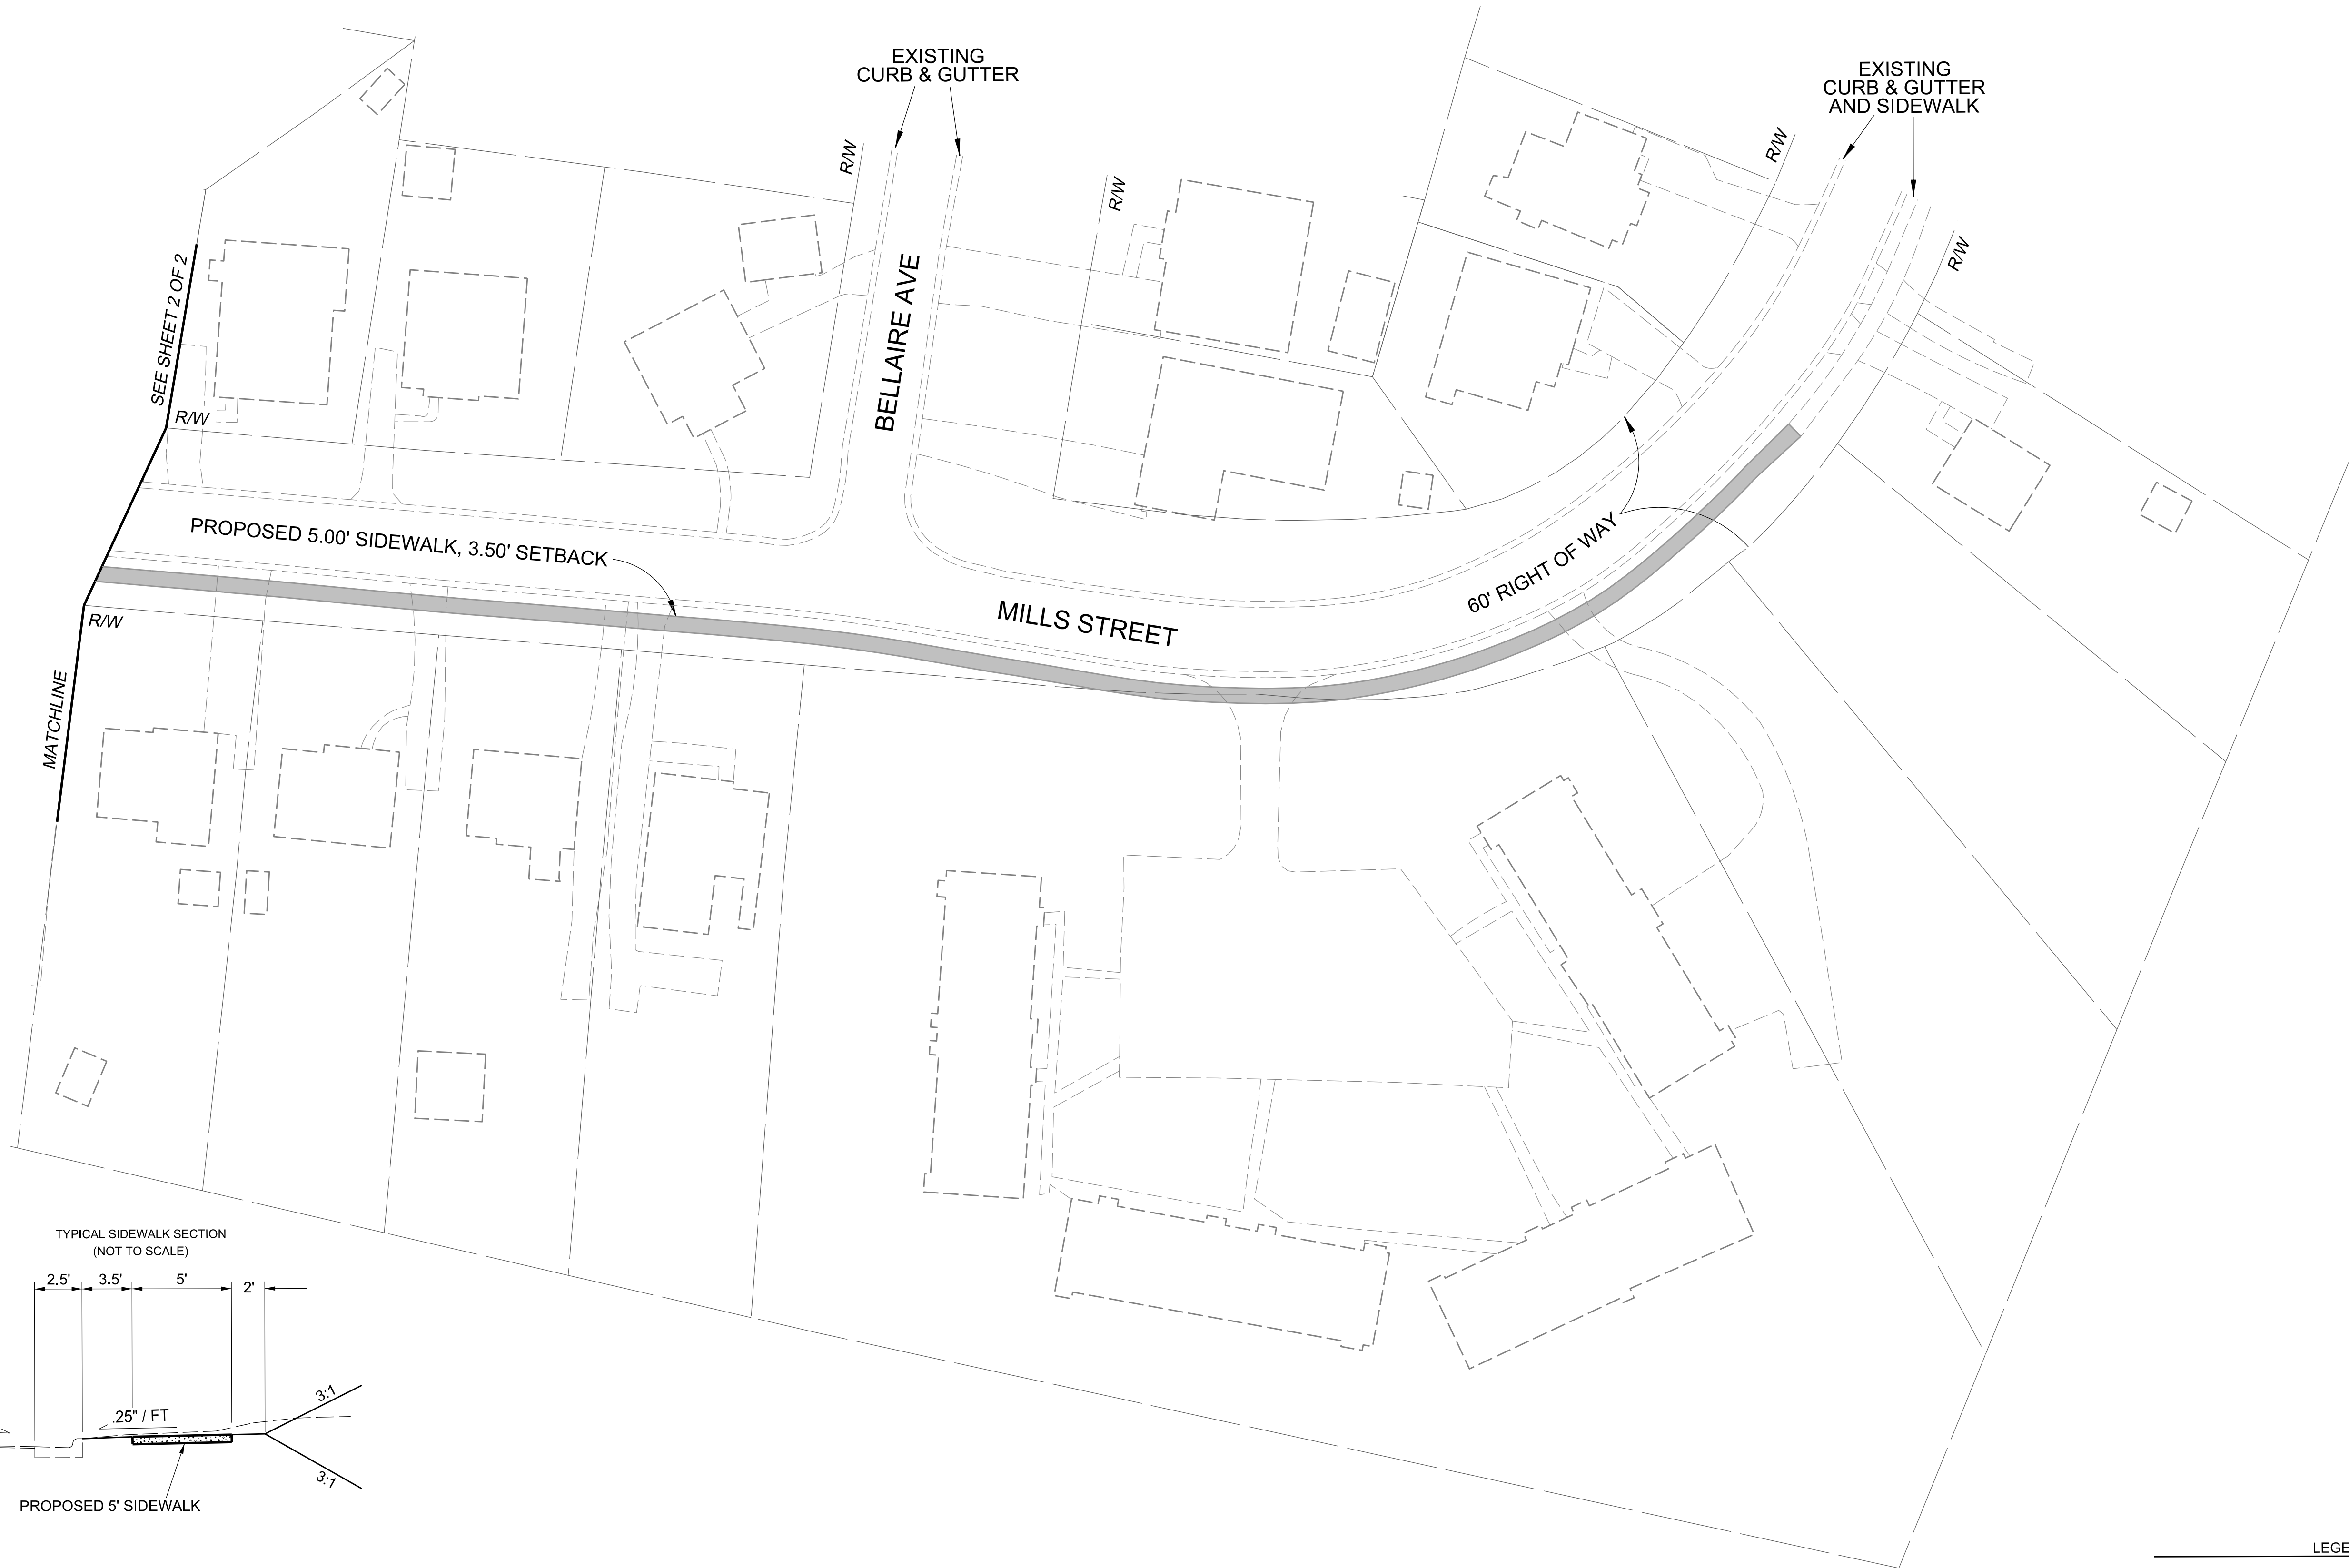 EXISTING
CURB & GUTTER
EXISTING
CURB & GUTTER
AND SIDEWALK
R/W
R/W
R/W
R/W
SEE SHEET 2 OF 2
BELLAIRE AVE
R/W
PROPOSED 5.00' SIDEWALK, 3.50' SETBACK
60' RIGHT OF WAY
MILLS STREET
R/W
MATCHLINE
TYPICAL SIDEWALK SECTION
(NOT TO SCALE)
2.5' 3.5' 5' 2'
3:1
.25" / FT
3:1
PROPOSED 5' SIDEWALK
LEGE